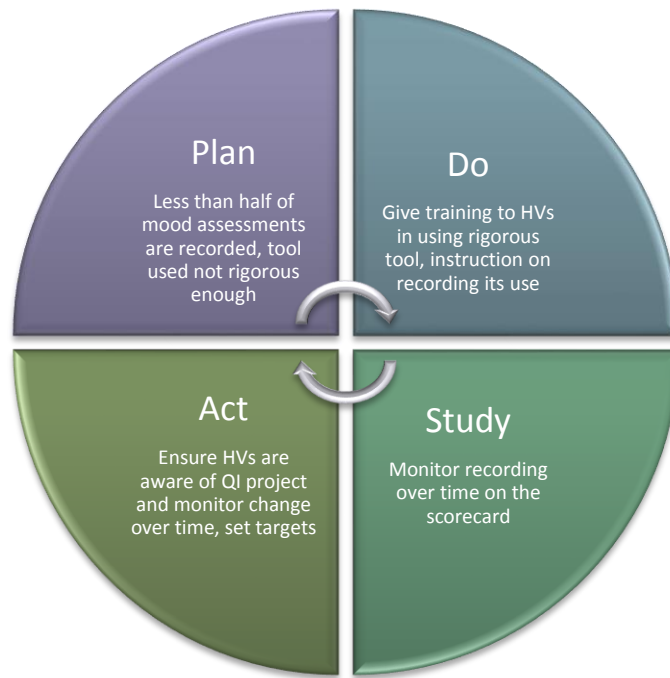 Plan
Less than half of
mood assessments
are recorded, tool
used not rigorous
enough
Do
Give training to HVs
in using rigorous
tool, instruction on
recording its use
Act
Ensure HVs are
aware of QI project
and monitor change
over time, set targets
Study
Monitor recording
over time on the
scorecard